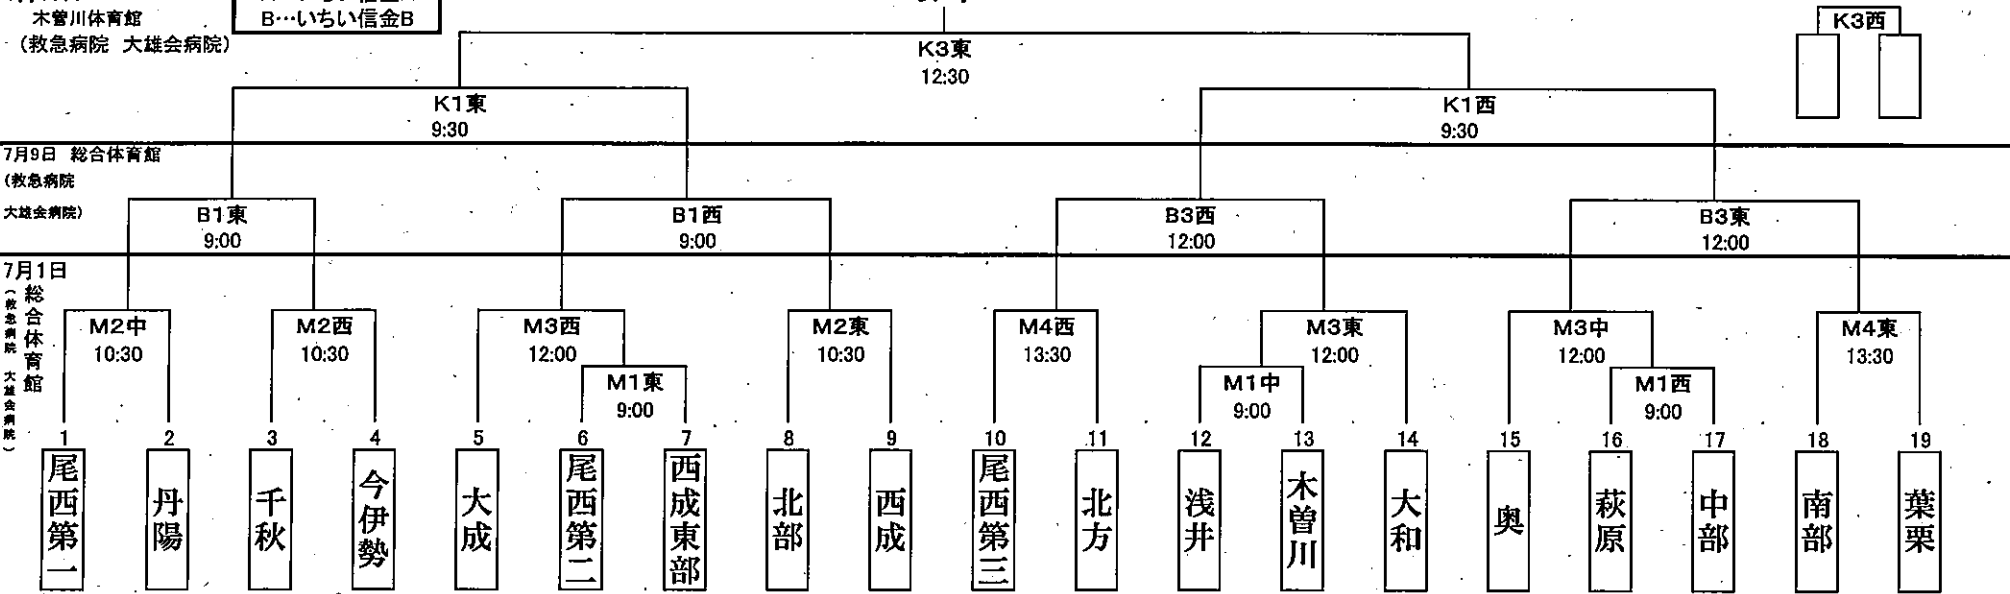 木曽川体育館
B…いちい信金B
（救急病院 大雄会病院）
K3西
K3東
12:30
K1東
9:30
K1西
9:30
7月9日 総合体育館
（救急病院
大雄会病院）
B1東
9:00
B1西
9:00
B3西
12:00
B3東
12:00
7月1日
総合体育館
（救急病院 大雄会病院）
M2中
10:30
M2西
10:30
M3西
12:00
M2東
10:30
M4西
13:30
M3東
12:00
M3中
12:00
M4東
13:30
M1東
9:00
M1中
9:00
M1西
9:00
1 2 3 4 5 6 7 8 9 10 11 12 13 14 15 16 17 18 19
尾西第一
丹陽
千秋
今伊勢
大成
尾西第二
西成東部
北部
西成
尾西第三
北方
浅井
木曽川
大和
奥
萩原
中部
南部
葉栗